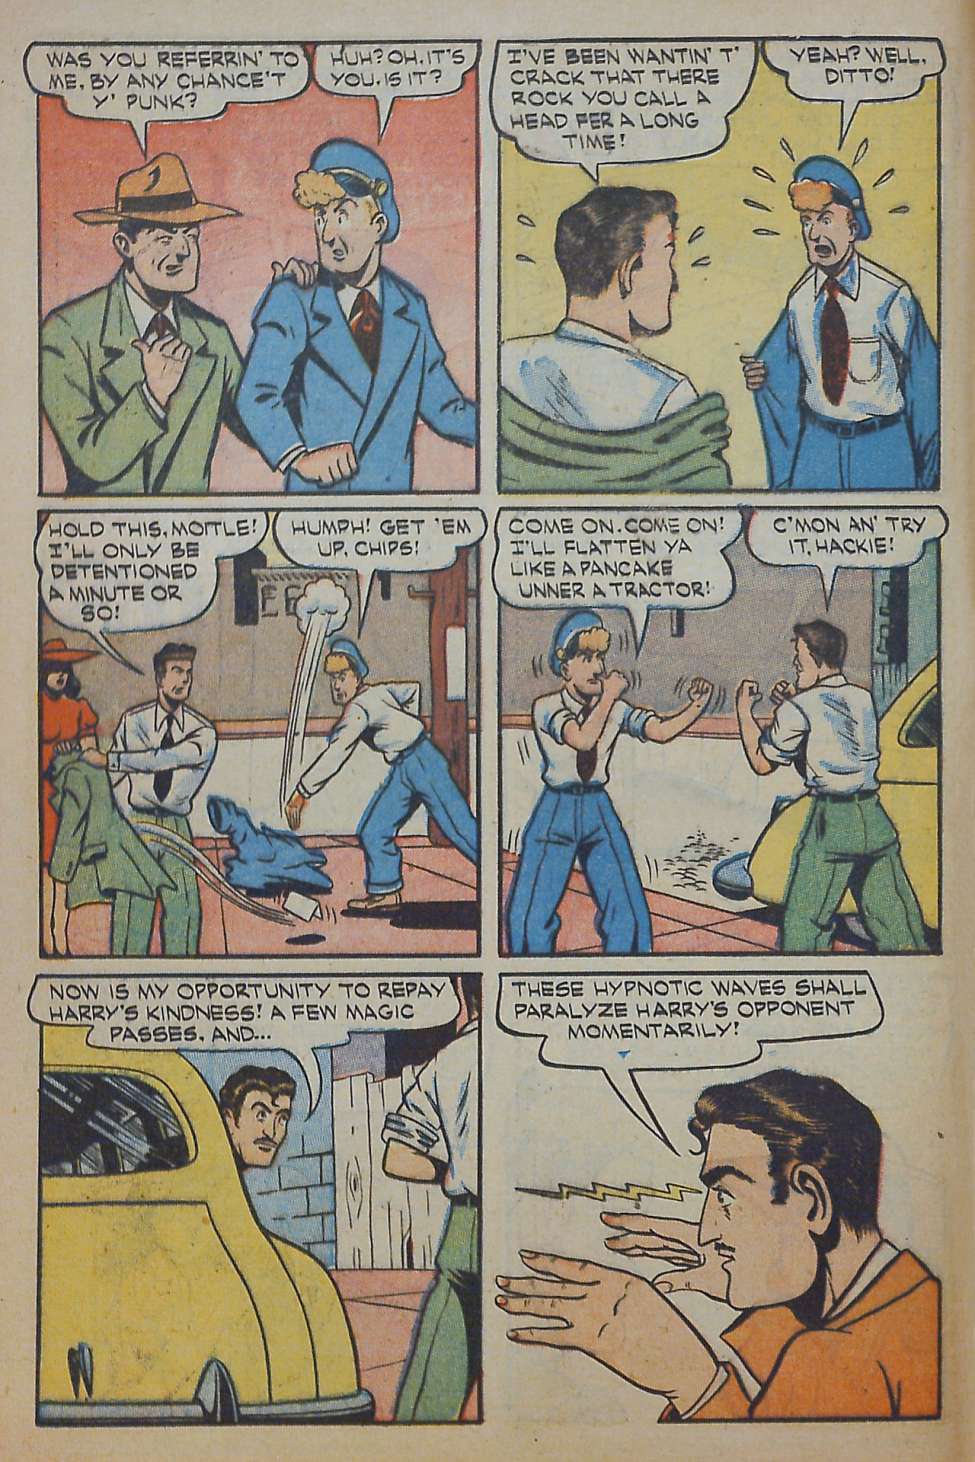 WAS YOU REFERRIN' TO
ME, BY ANY CHANCE'T
Y' PUNK?
HUH? OH, IT'S
YOU, IS IT?
I'VE BEEN WANTIN' T'
CRACK THAT THERE
ROCK YOU CALL A
HEAD FER A LONG
TIME!
YEAH? WELL,
DITTO!
HOLD THIS, MOITLE!
I'LL ONLY BE
DETENTIONED
A MINUTE OR
SO!
HUMPH! GET 'EM
UP, CHIPS!
COME ON, COME ON!
I'LL FLATTEN YA
LIKE A PANCAKE
UNNER A TRACTOR!
C'MON AN' TRY
IT, HACKIE!
NOW IS MY OPPORTUNITY TO REPAY
HARRY'S KINDNESS! A FEW MAGIC
PASSES, AND...
THESE HYPNOTIC WAVES SHALL
PARALYZE HARRY'S OPPONENT
MOMENTARILY!